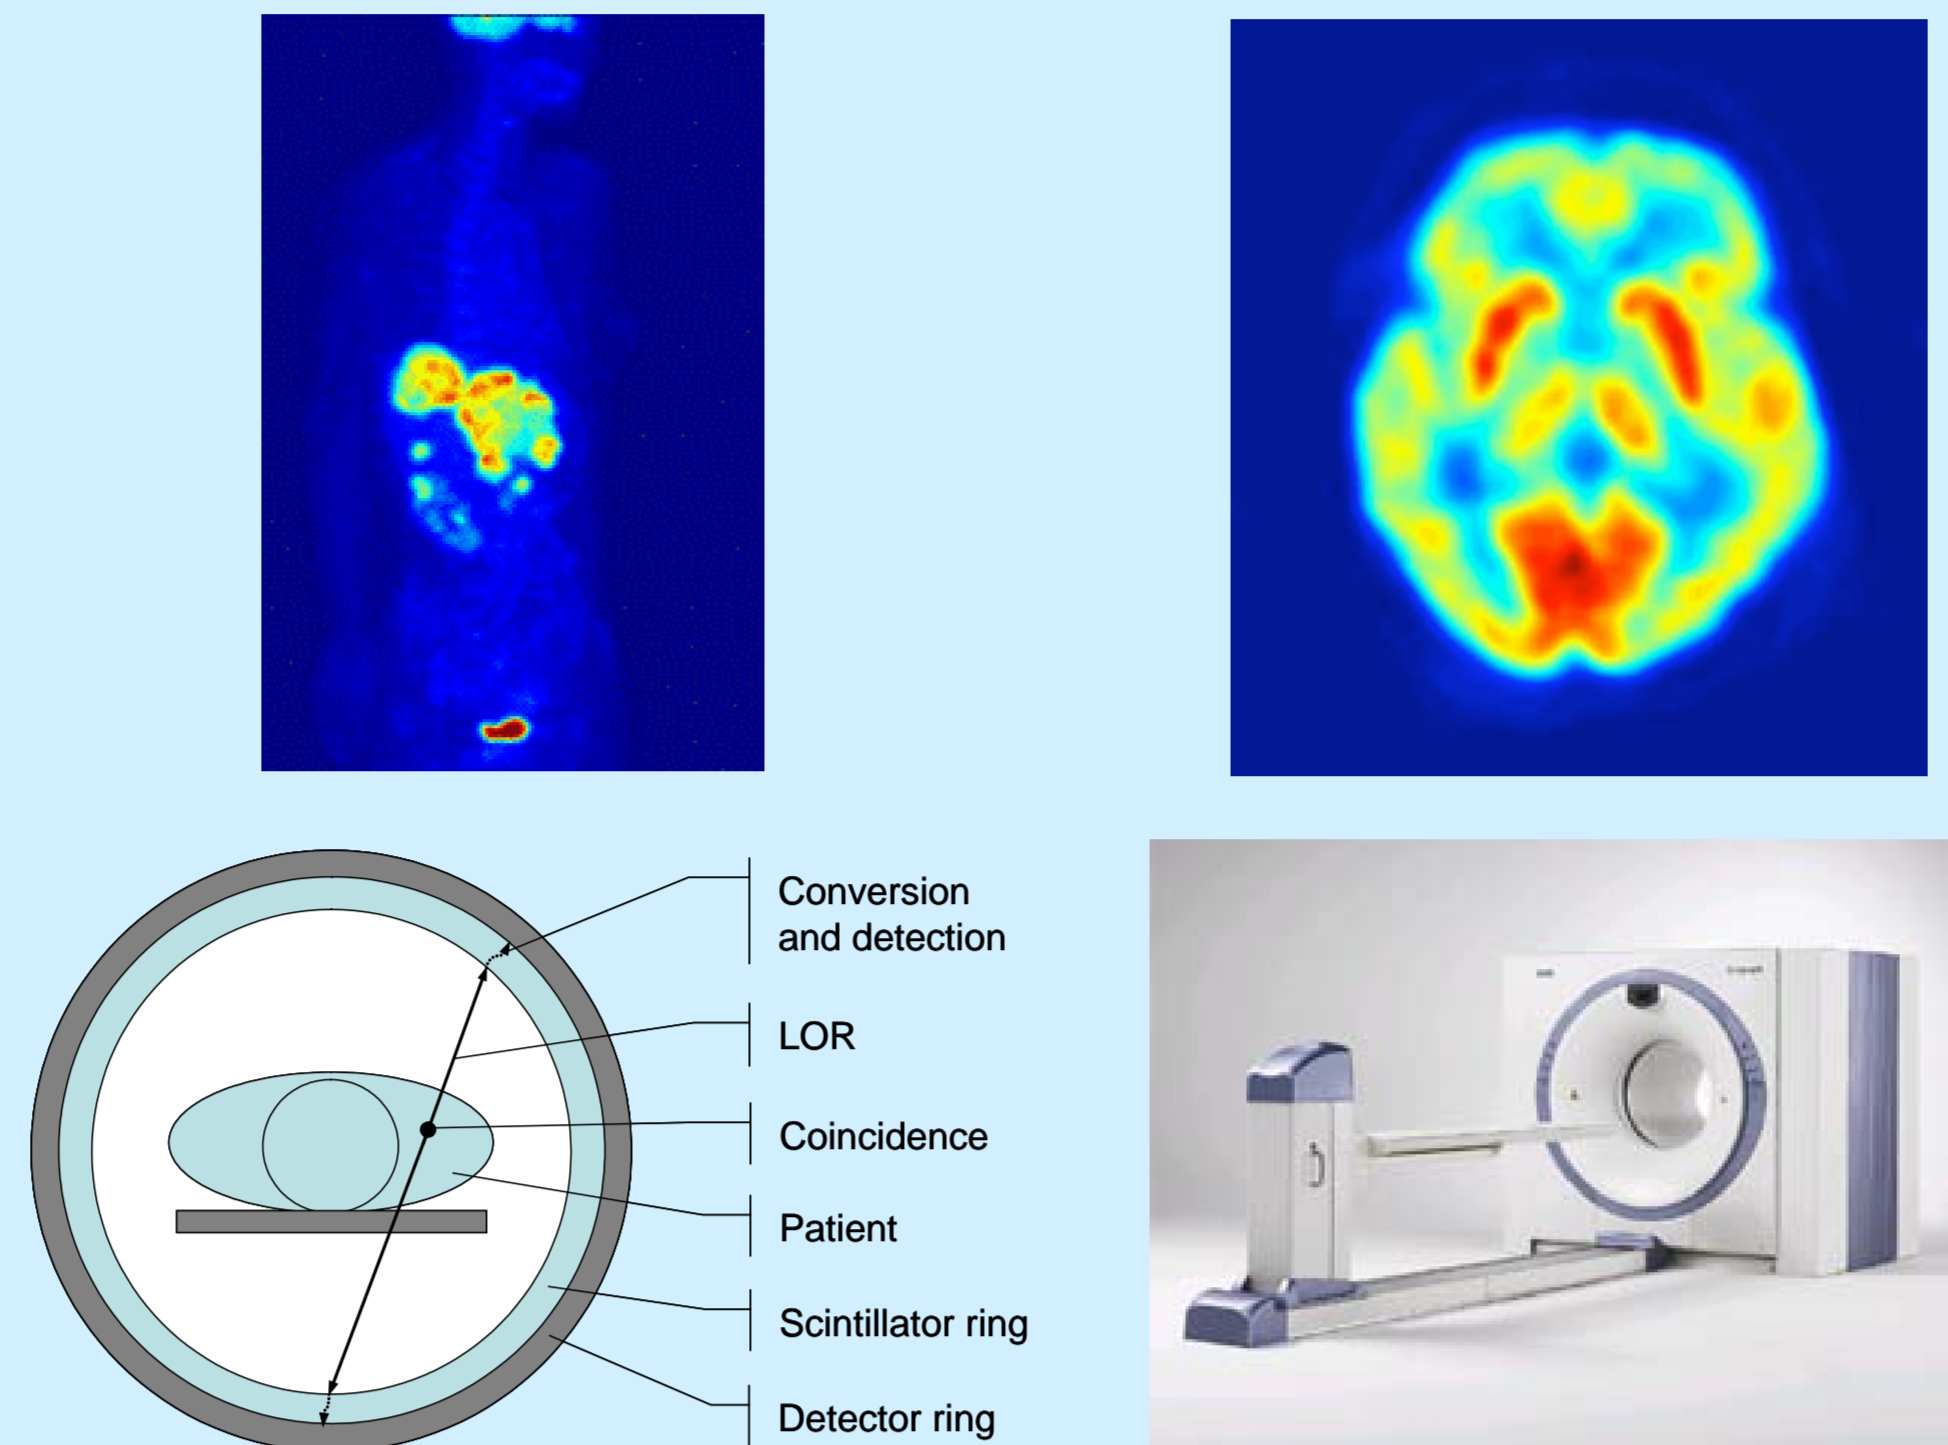 Conversion
and detection
LOR
Coincidence
Patient
Scintillator ring
Detector ring